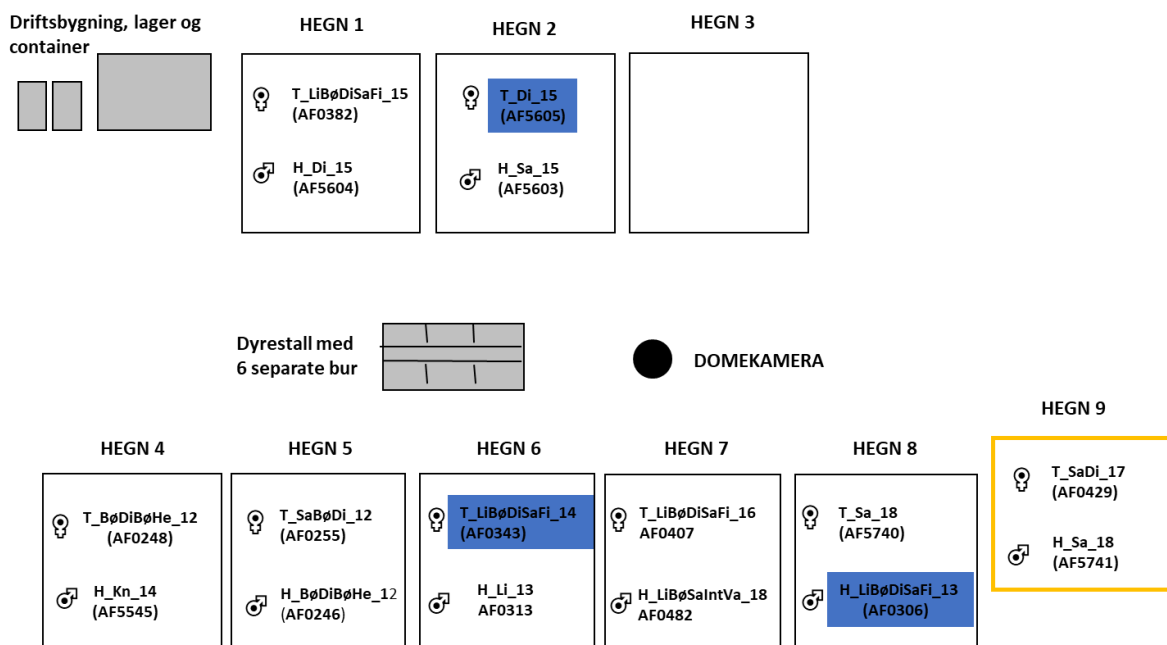 Driftsbygning, lager og
container
HEGN 1
HEGN 2
HEGN 3
T_LiBøDiSaFi_15
(AF0382)
H_Di_15
(AF5604)
T_Di_15
(AF5605)
H_Sa_15
(AF5603)
Dyrestall med
6 separate bur
DOMEKAMERA
HEGN 4
HEGN 5
HEGN 6
HEGN 7
HEGN 8
HEGN 9
T_BøDiBøHe_12
(AF0248)
H_Kn_14
(AF5545)
T_SaBøDi_12
(AF0255)
H_BøDiBøHe_12
(AF0246)
T_LiBøDiSaFi_14
(AF0343)
H_Li_13
AF0313
T_LiBøDiSaFi_16
AF0407
H_LiBøSaIntVa_18
AF0482
T_Sa_18
(AF5740)
H_LiBøDiSaFi_13
(AF0306)
T_SaDi_17
(AF0429)
H_Sa_18
(AF5741)